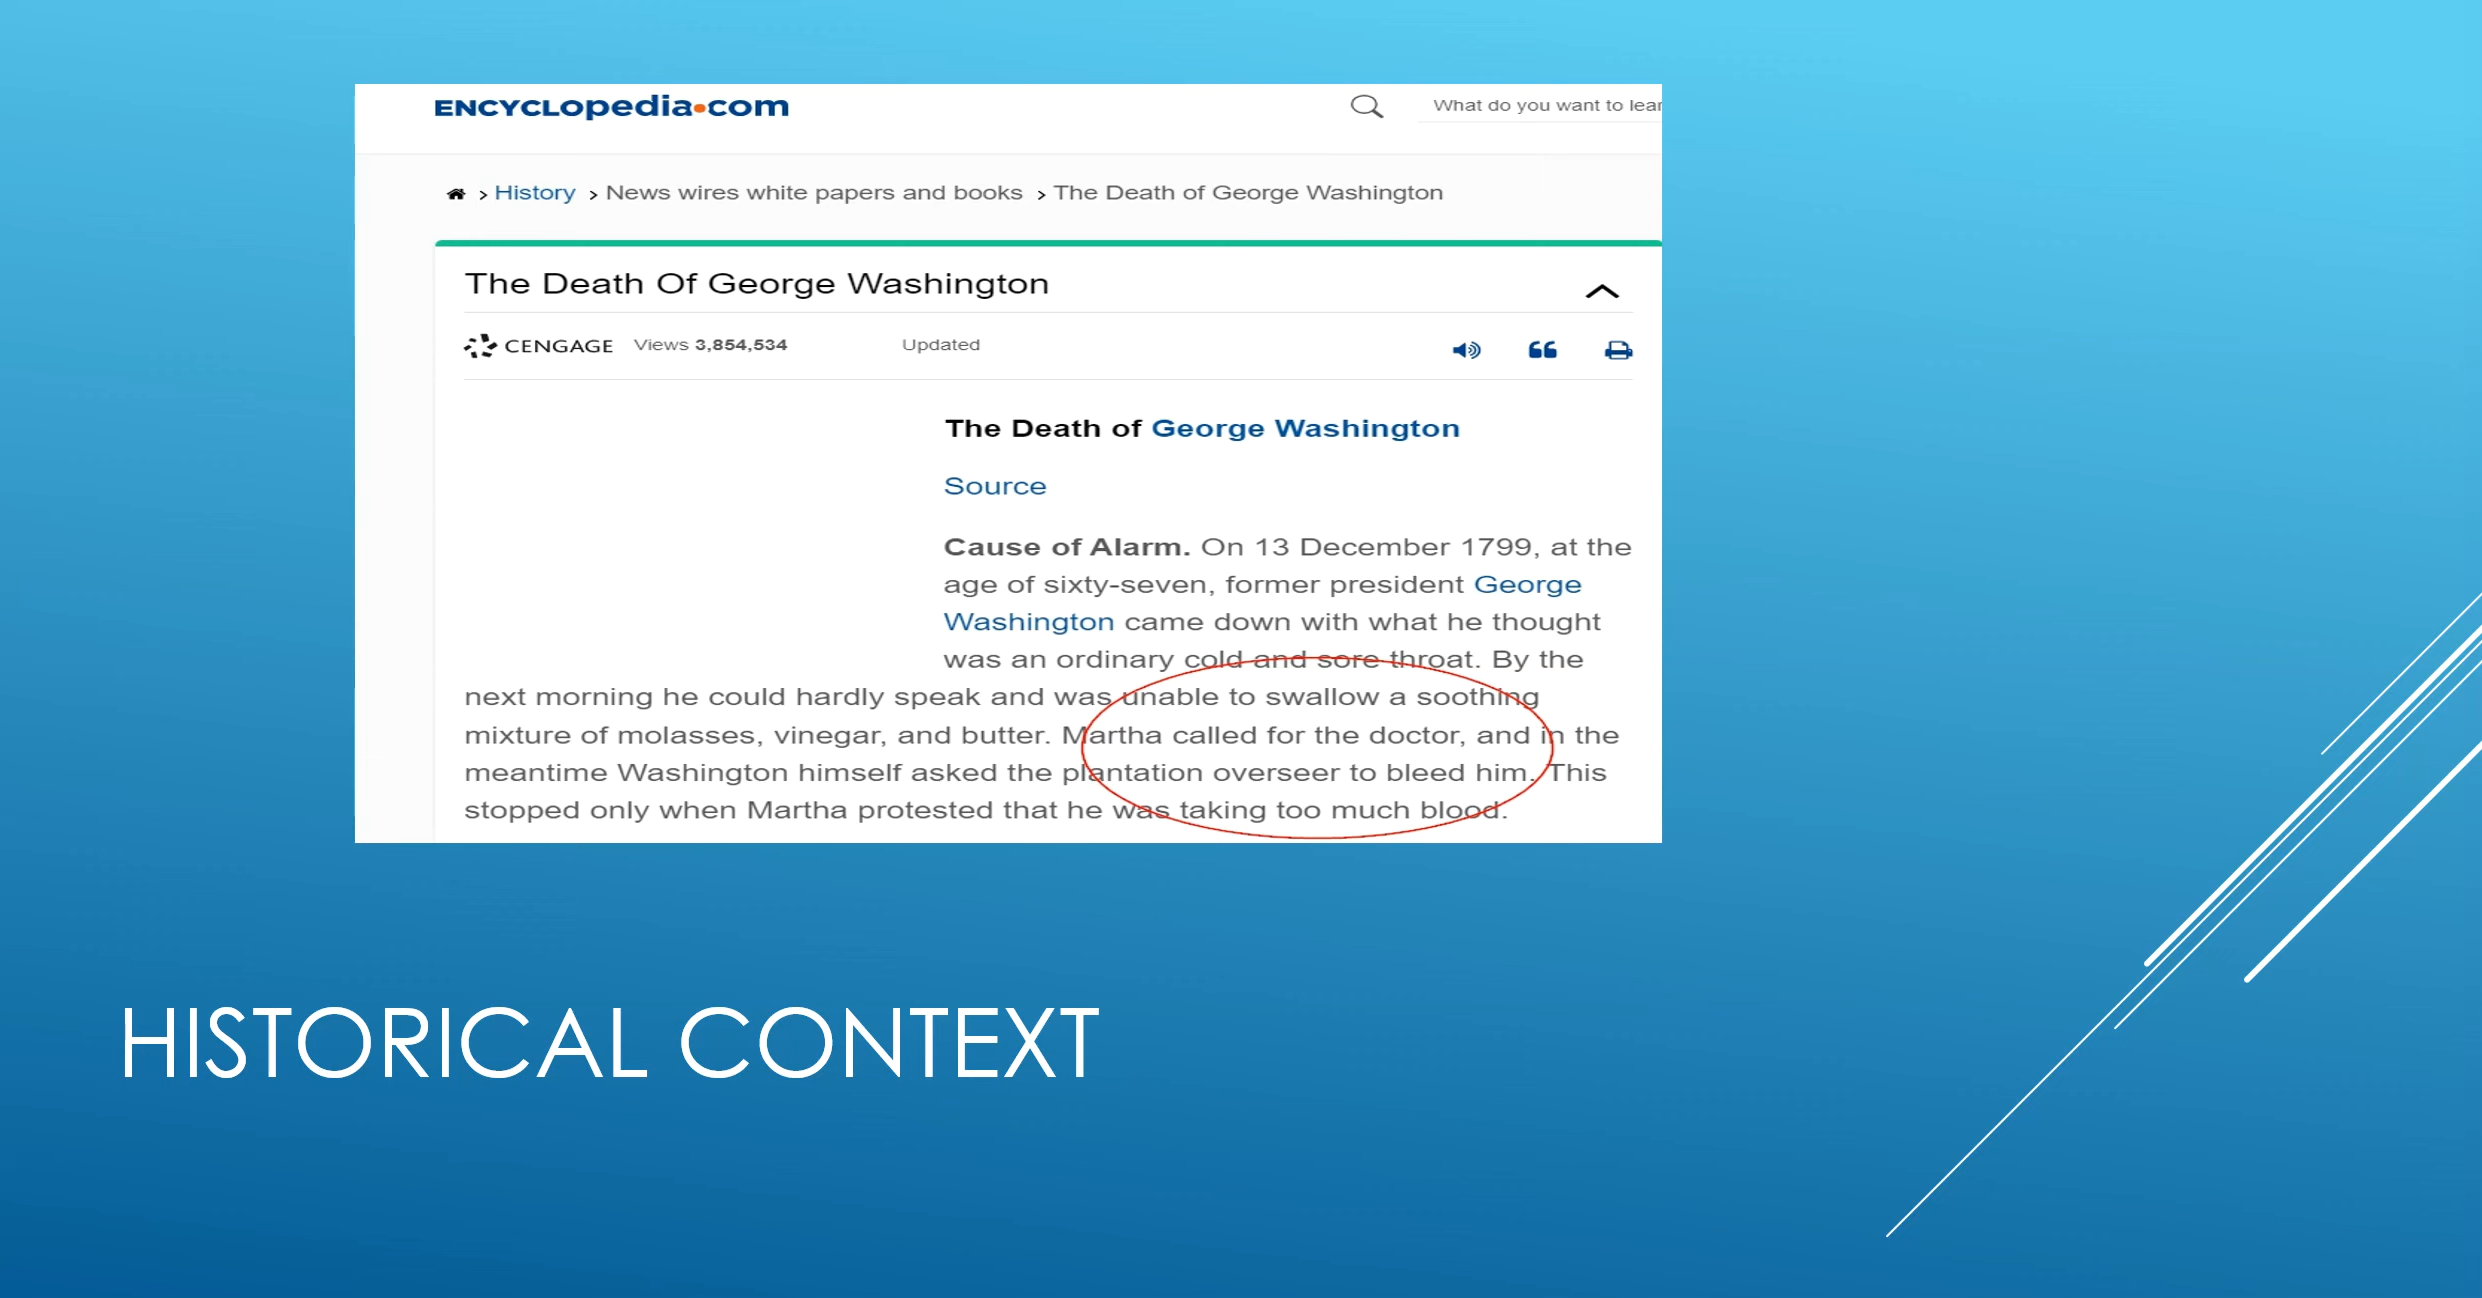 ENCYCLopedia.com
What do you want to lear
> History > News wires white papers and books > The Death of George Washington
The Death Of George Washington
CENGAGE Views 3,854,534 Updated
The Death of George Washington
Source
Cause of Alarm. On 13 December 1799, at the
age of sixty-seven, former president George
Washington came down with what he thought
was an ordinary cold and sore throat. By the
next morning he could hardly speak and was unable to swallow a soothing
mixture of molasses, vinegar, and butter. Martha called for the doctor, and in the
meantime Washington himself asked the plantation overseer to bleed him. This
stopped only when Martha protested that he was taking too much blood.
HISTORICAL CONTEXT